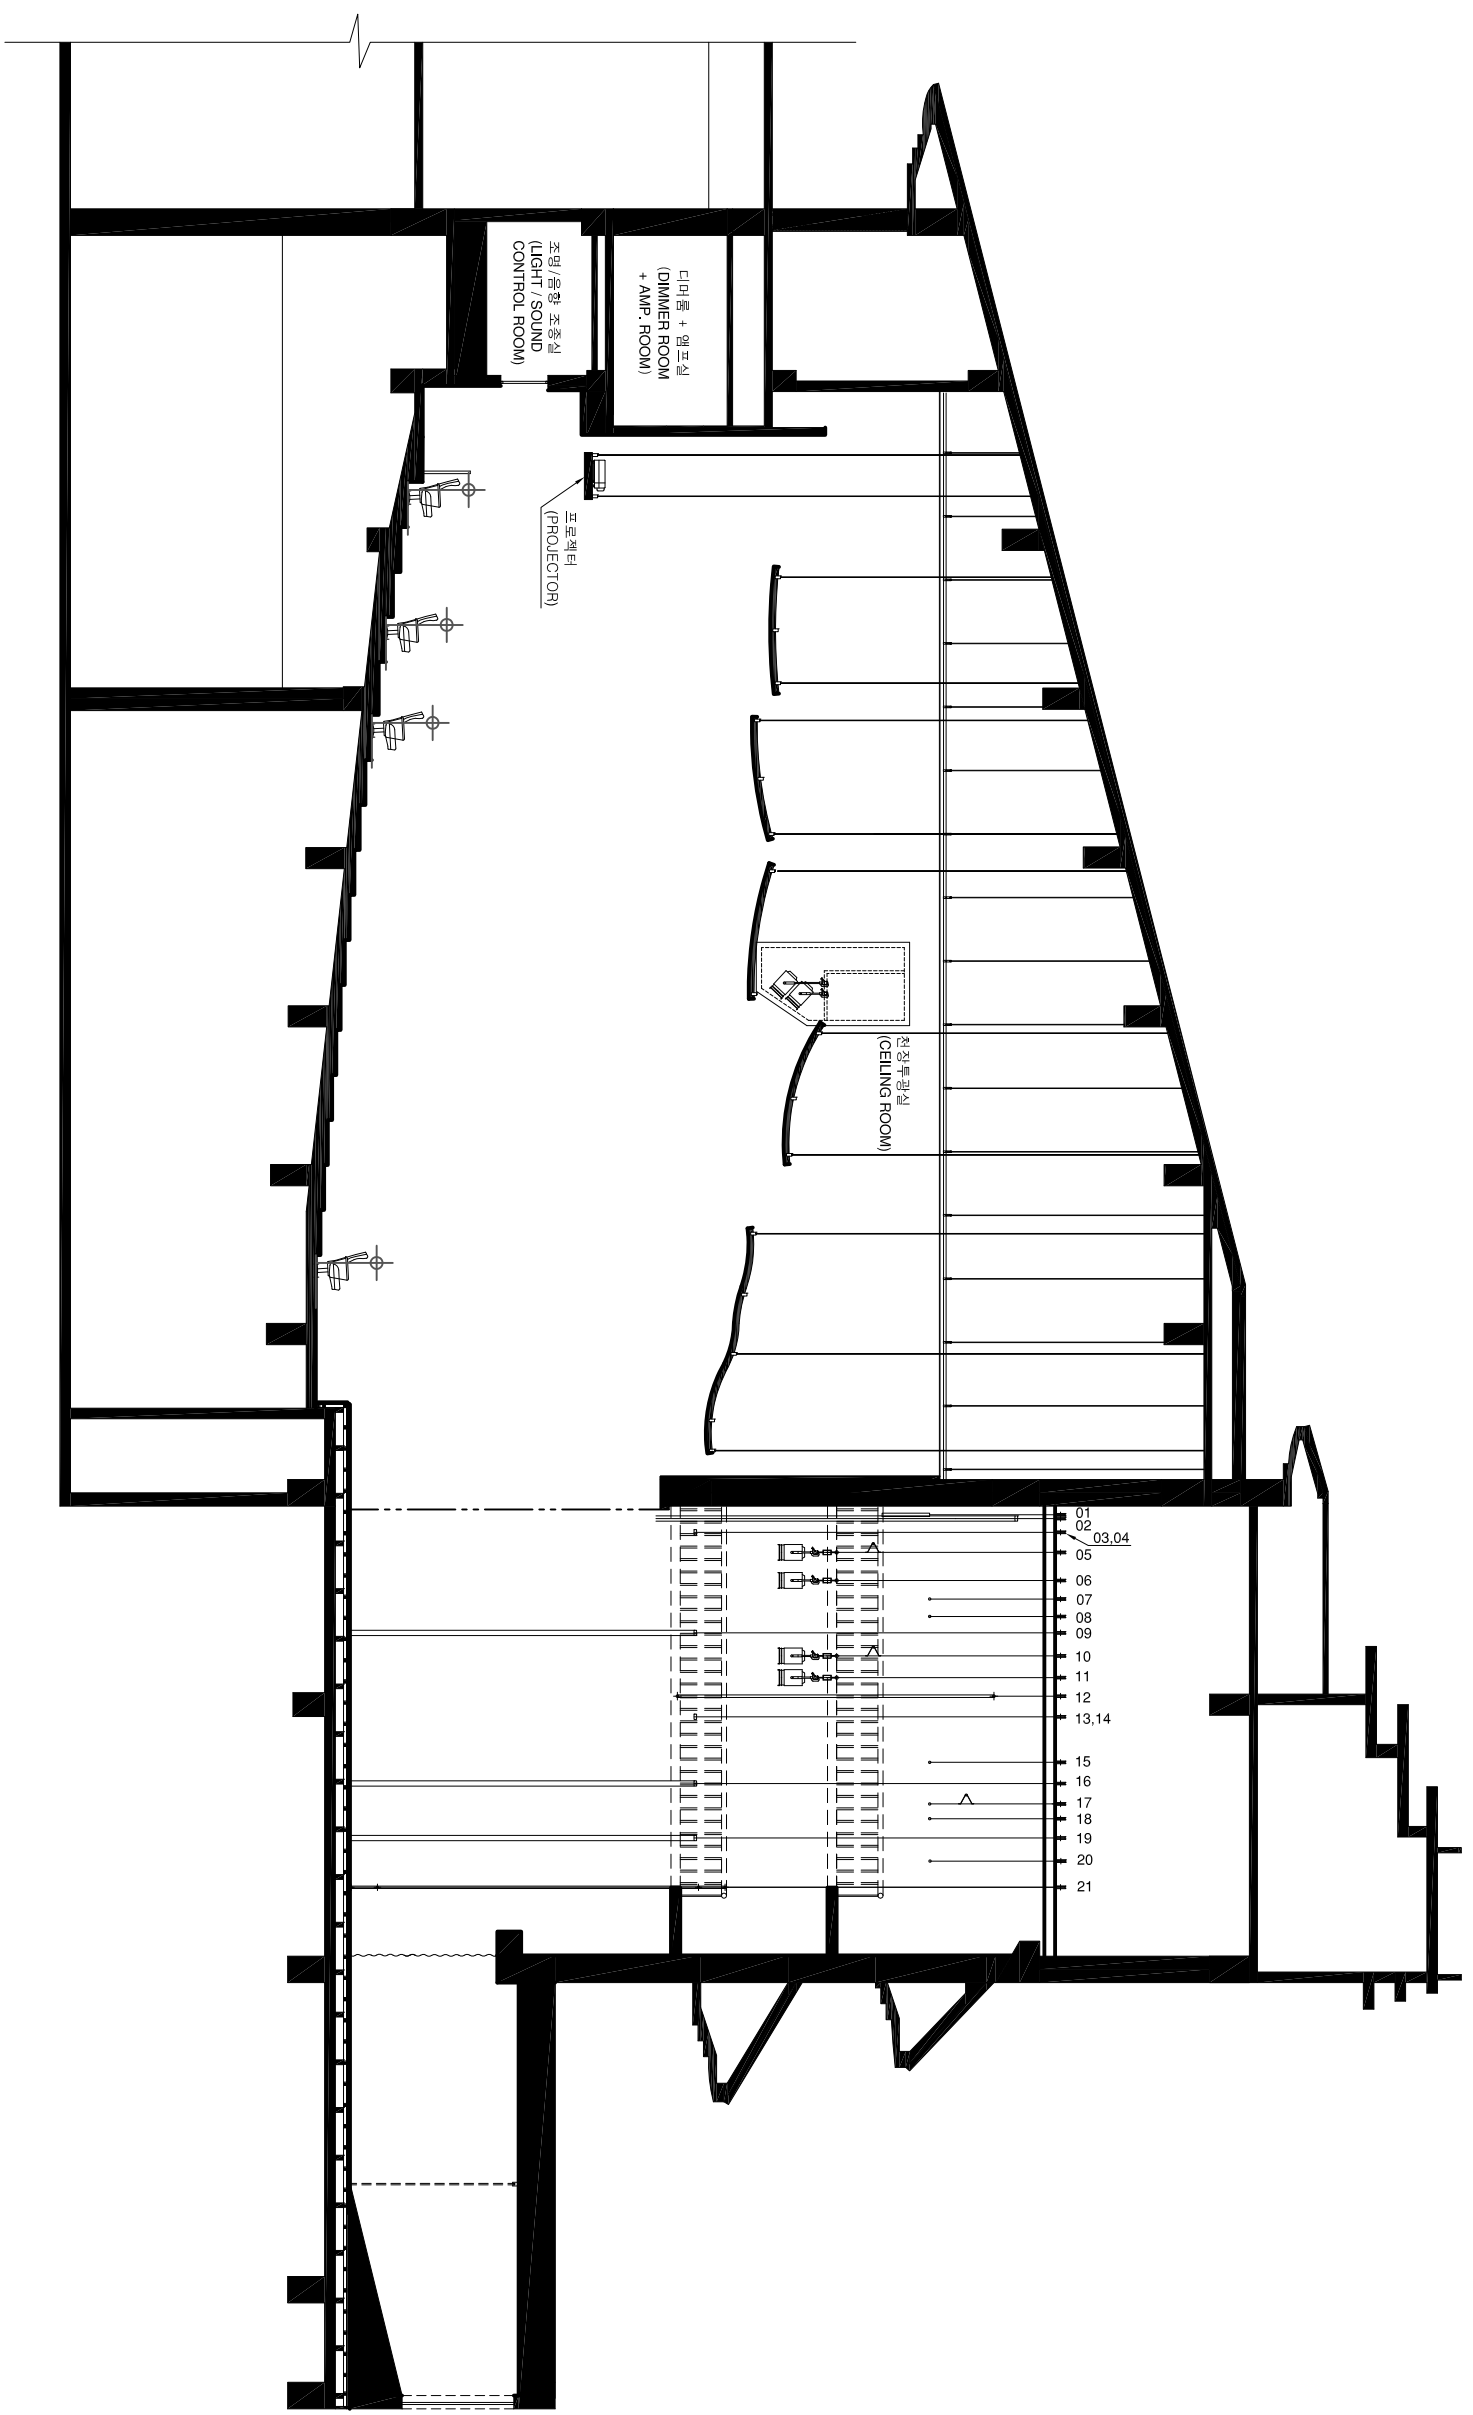 조명/음향 조종실
(LIGHT / SOUND
CONTROL ROOM)
디머룸 + 앰프실
(DIMMER ROOM
+ AMP. ROOM)
프로젝터
(PROJECTOR)
천장투광실
(CEILING ROOM)
01
02
03,04
05
06
07
08
09
10
11
12
13,14
15
16
17
18
19
20
21